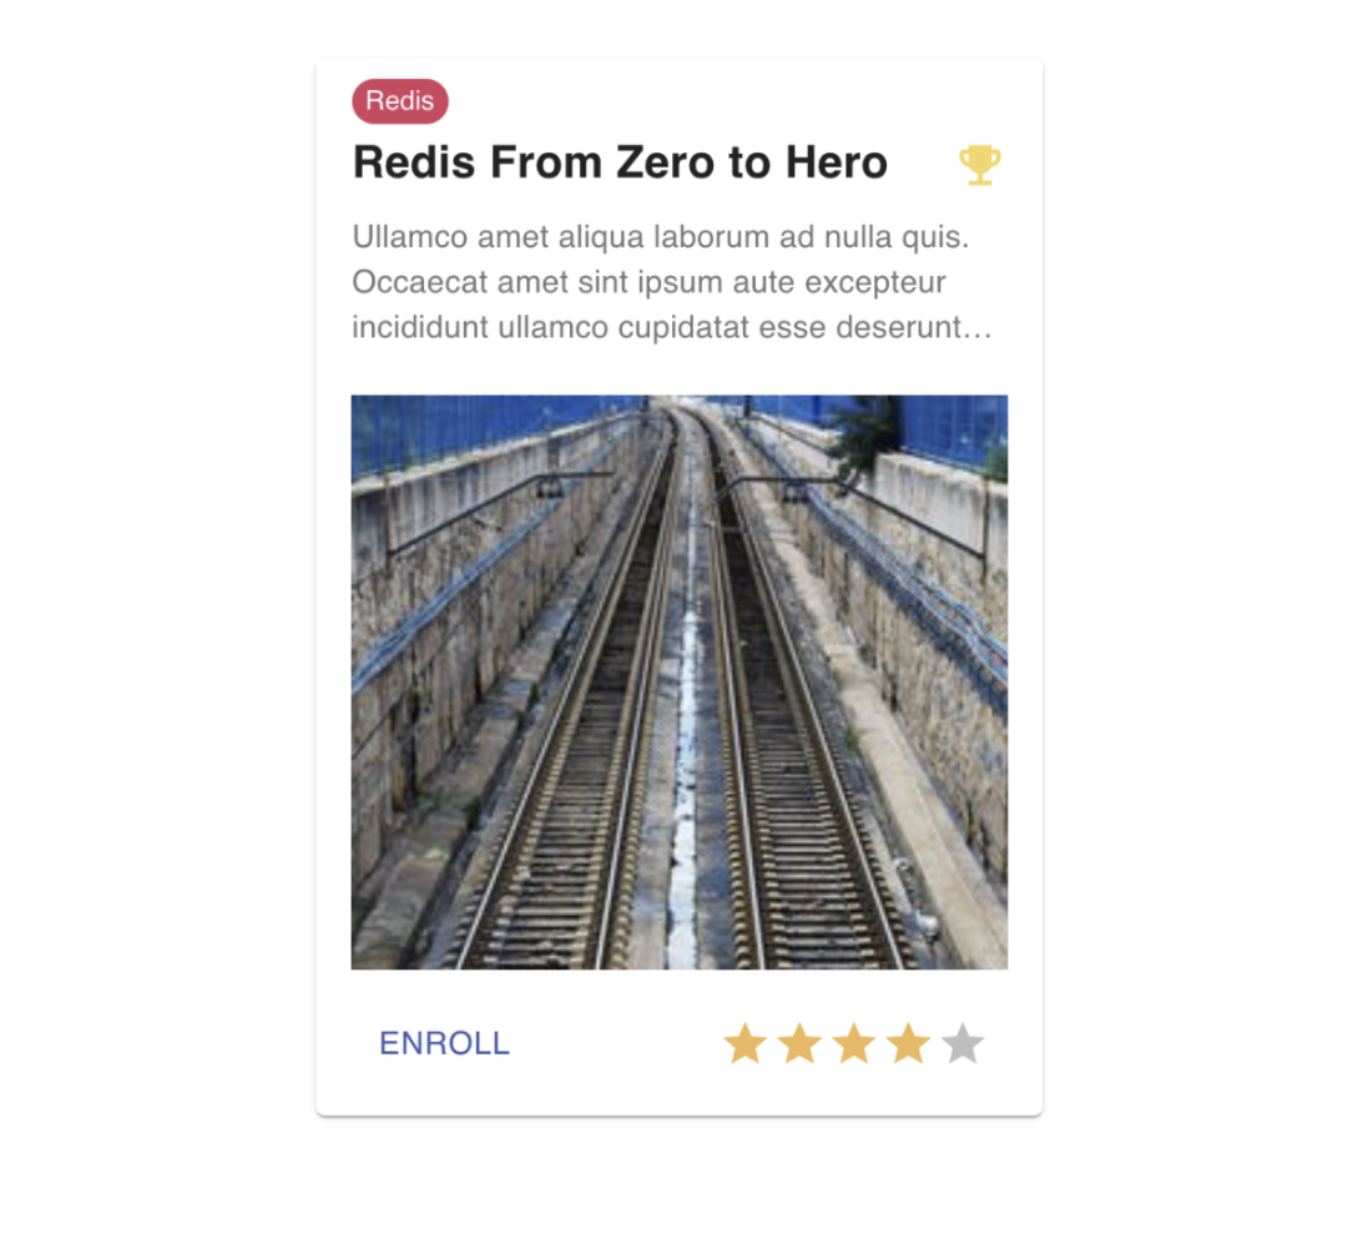 Redis
Redis From Zero to Hero
Ullamco amet aliqua laborum ad nulla quis.
Occaecat amet sint ipsum aute excepteur
incididunt ullamco cupidatat esse deserunt…
ENROLL